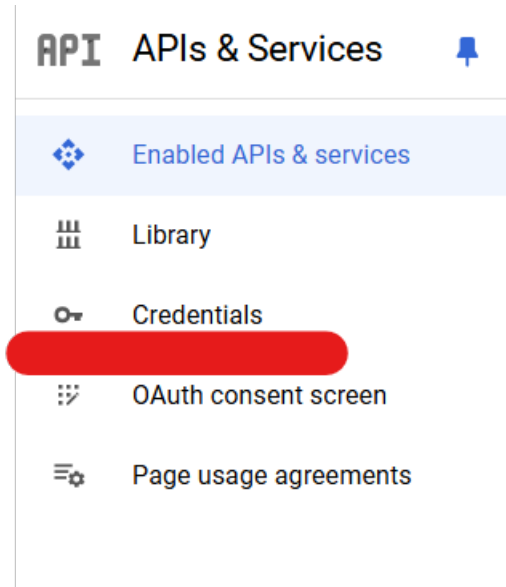 API APIs & Services
Enabled APIs & services
Library
Credentials
OAuth consent screen
Page usage agreements